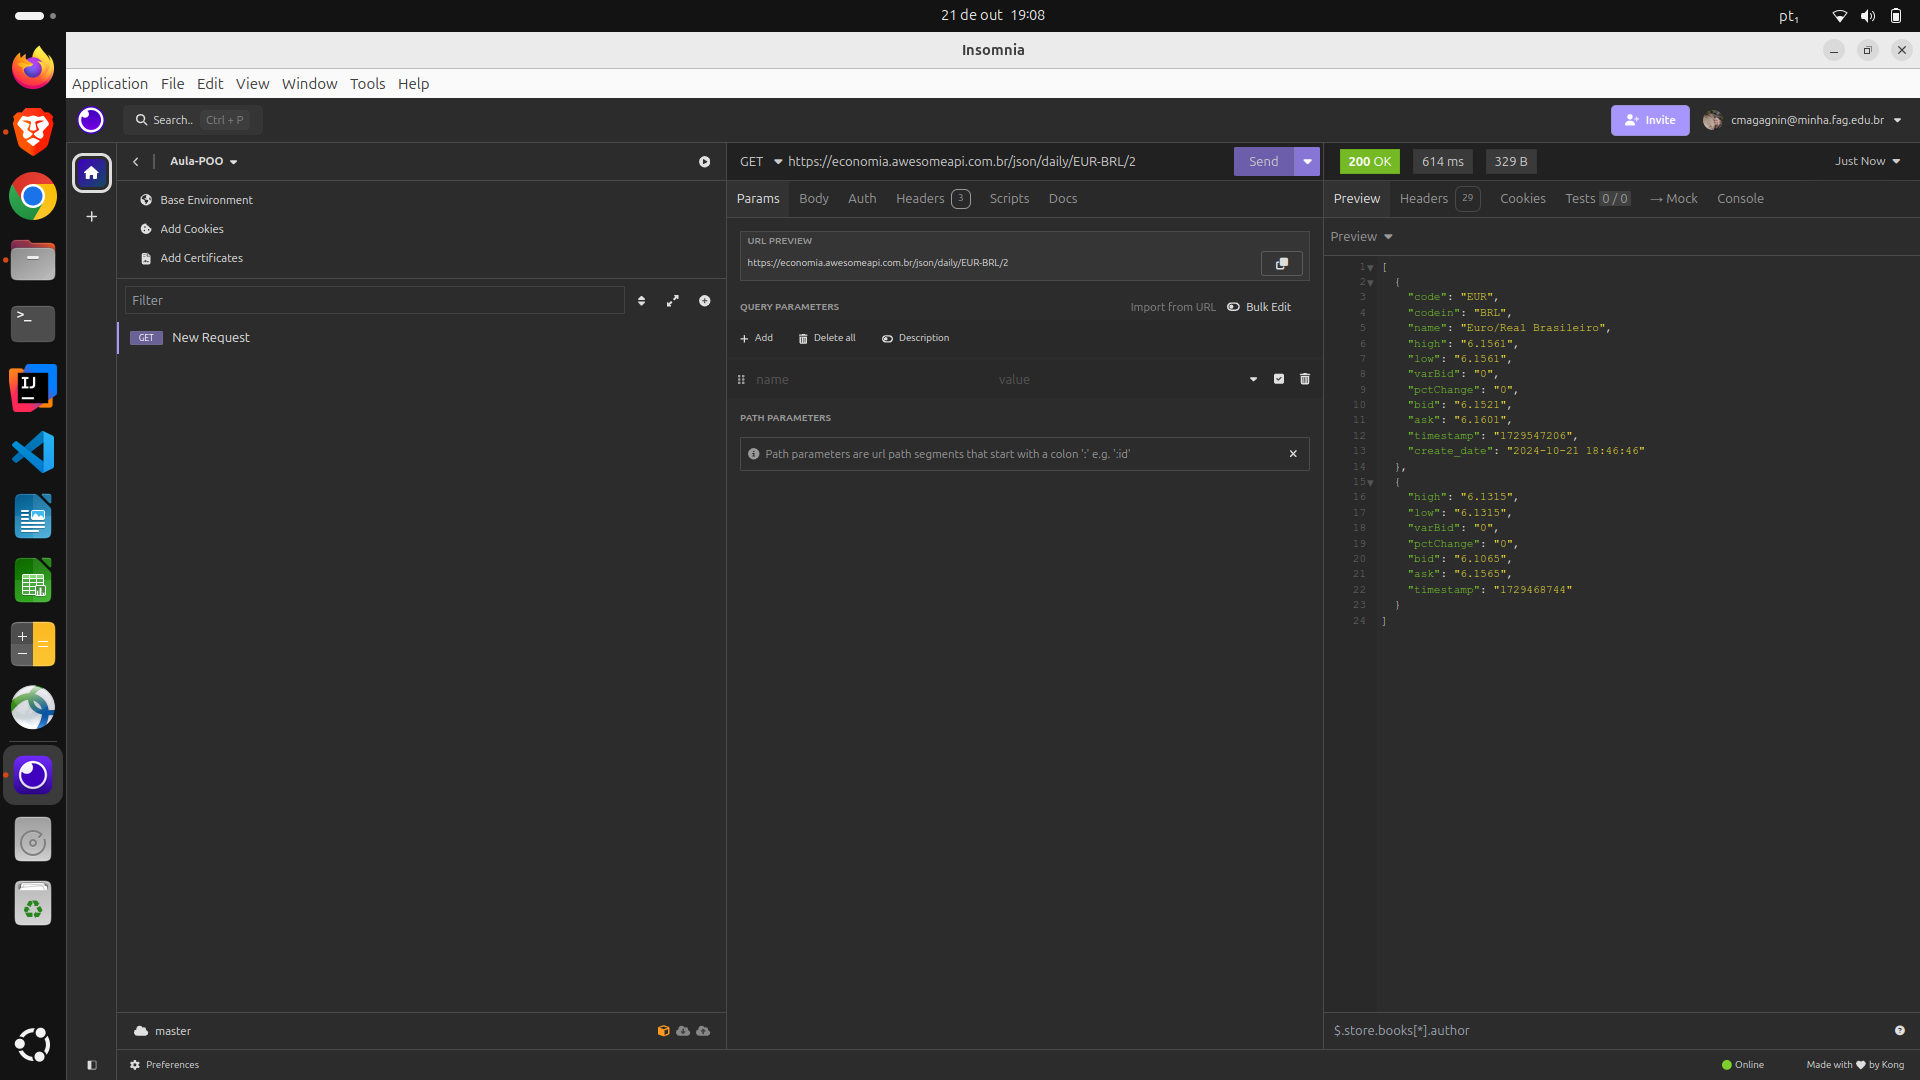 21 de out 19:08
pt₁
Insomnia
Application File Edit View Window Tools Help
Search.. Ctrl + P
Invite
cmagagnin@minha.fag.edu.br
Aula-POO
Base Environment
Add Cookies
Add Certificates
Filter
GET New Request
GET https://economia.awesomeapi.com.br/json/daily/EUR-BRL/2 Send
Params Body Auth Headers 3 Scripts Docs
URL PREVIEW
https://economia.awesomeapi.com.br/json/daily/EUR-BRL/2
QUERY PARAMETERS Import from URL Bulk Edit
+ Add Delete all Description
name value
PATH PARAMETERS
Path parameters are url path segments that start with a colon ':' e.g. ':id'
200 OK 614 ms 329 B Just Now
Preview Headers 29 Cookies Tests 0 / 0 → Mock Console
Preview
1 [
2 {
3 "code": "EUR",
4 "codein": "BRL",
5 "name": "Euro/Real Brasileiro",
6 "high": "6.1561",
7 "low": "6.1561",
8 "varBid": "0",
9 "pctChange": "0",
10 "bid": "6.1521",
11 "ask": "6.1601",
12 "timestamp": "1729547206",
13 "create_date": "2024-10-21 18:46:46"
14 },
15 {
16 "high": "6.1315",
17 "low": "6.1315",
18 "varBid": "0",
19 "pctChange": "0",
20 "bid": "6.1065",
21 "ask": "6.1565",
22 "timestamp": "1729468744"
23 }
24 ]
master
$.store.books[*].author
Preferences
Online
Made with ♥ by Kong
>_
IJ